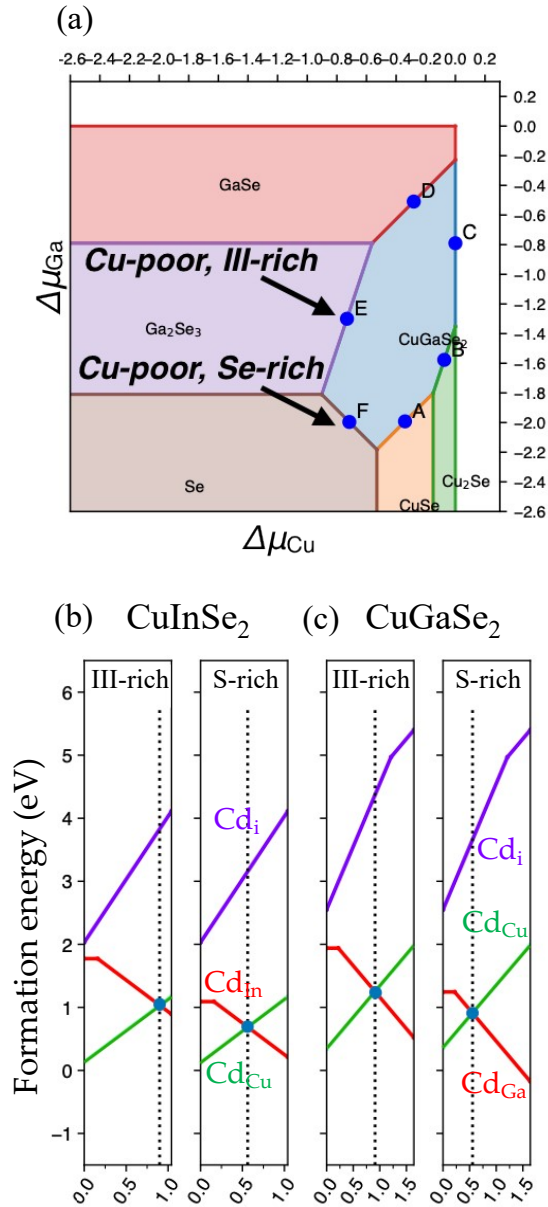 (a)
-2.6 -2.4 -2.2 -2.0 -1.8 -1.6 -1.4 -1.2 -1.0 -0.8 -0.6 -0.4 -0.2 0.0 0.2
0.2
0.0
-0.2
-0.4
-0.6
-0.8
-1.0
-1.2
-1.4
-1.6
-1.8
-2.0
-2.2
-2.4
-2.6
GaSe
D
C
Cu-poor, III-rich
E
Ga₂Se₃
CuGaSe₂
B
Cu-poor, Se-rich
F
A
Se
CuSe
Cu₂Se
ΔμGa
ΔμCu
(b) CuInSe₂ (c) CuGaSe₂
III-rich S-rich III-rich S-rich
6
5
4
3
2
1
0
−1
Formation energy (eV)
Cdi
CdIn
CdCu
Cdi
CdCu
CdGa
0.0 0.5 1.0 0.0 0.5 1.0 0.0 0.5 1.0 1.5 0.0 0.5 1.0 1.5